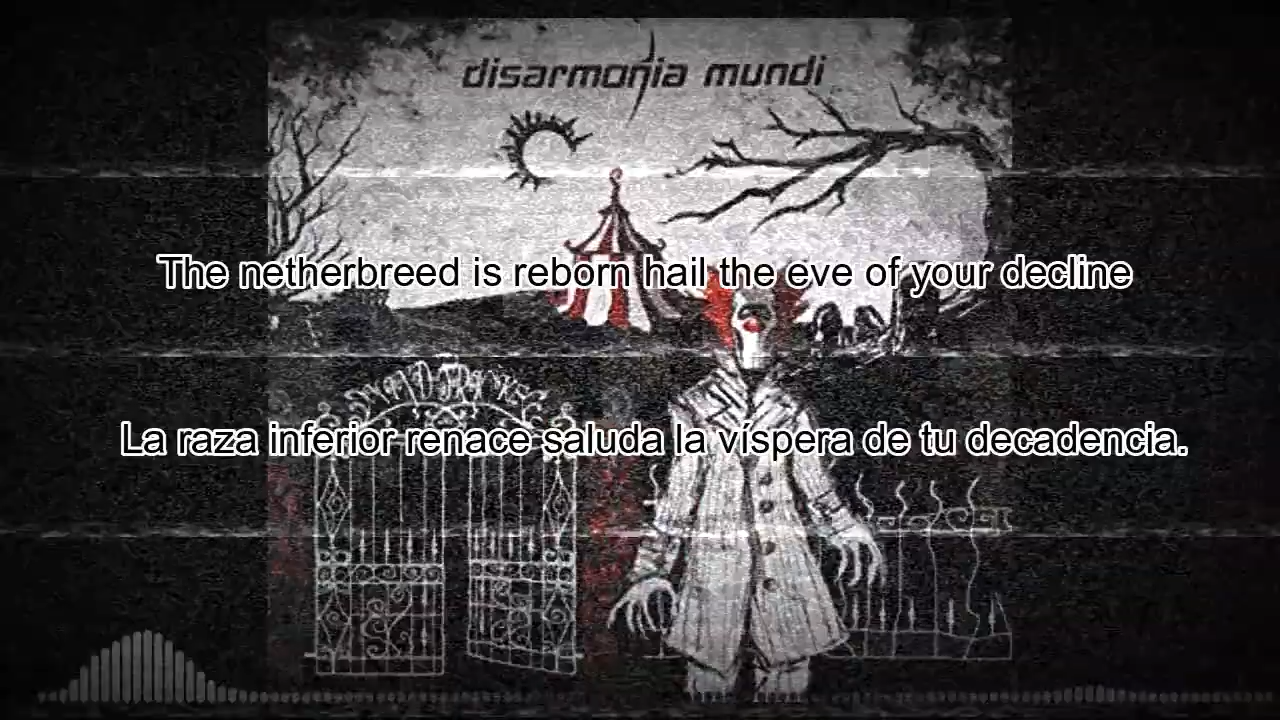 disarmonia mundi
The netherbreed is reborn hail the eve of your decline
La raza inferior renace saluda la víspera de tu decadencia.